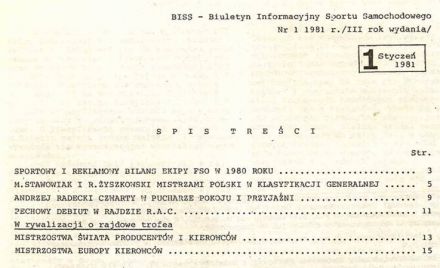 BISS - Biuletyn Informacyjny Sportu Samochodowego
Nr 1 1981 r./III rok wydania/
1 Styczeń
1981
SPIS TREŚCI
Str.
SPORTOWY I REKLAMOWY BILANS EKIPY FSO W 1980 ROKU ........................ 3
M.STAWOWIAK I R.ŻYSZKOWSKI MISTRZAMI POLSKI W KLASYFIKACJI GENERALNEJ ..... 5
ANDRZEJ RADECKI CZWARTY W PUCHARZE POKOJU I PRZYJAŹNI .................... 9
PECHOWY DEBIUT W RAJDZIE R.A.C. .......................................... 11
W rywalizacji o rajdowe trofea
MISTRZOSTWA ŚWIATA PRODUCENTÓW I KIEROWCÓW ............................... 13
MISTRZOSTWA EUROPY KIEROWCÓW ............................................. 15